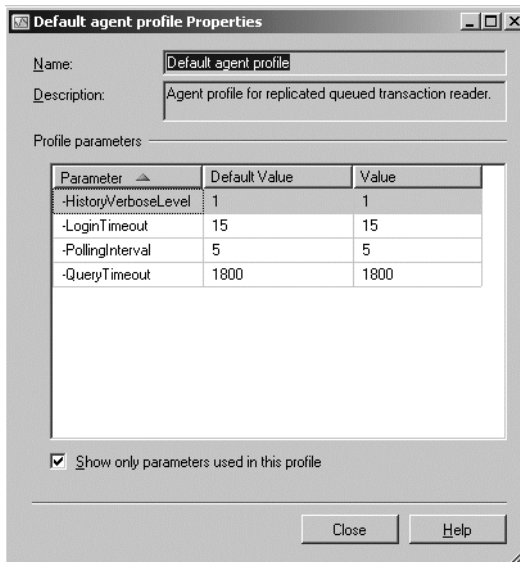 Default agent profile Properties
Name: Default agent profile
Description: Agent profile for replicated queued transaction reader.
Profile parameters
Parameter Default Value Value
-HistoryVerboseLevel 1 1
-LoginTimeout 15 15
-PollingInterval 5 5
-QueryTimeout 1800 1800
Show only parameters used in this profile
Close Help